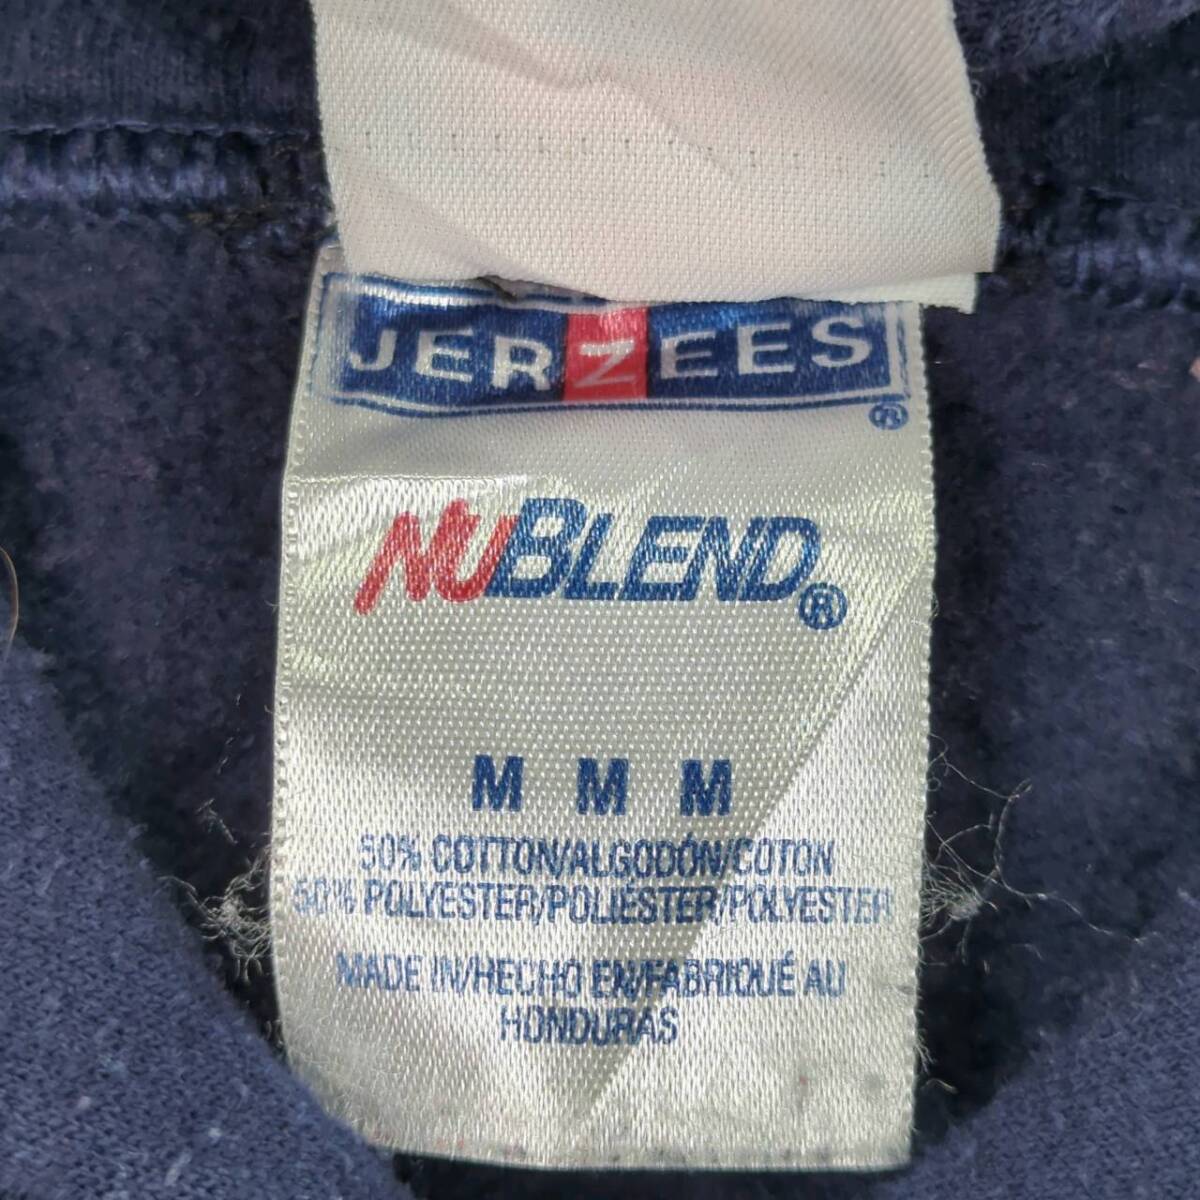 JERZEES
®
NUBLEND®
M M M
50% COTTON/ALGODÓN/COTON
50% POLYESTER/POLIÉSTER/POLYESTER
MADE IN/HECHO EN/FABRIQUÉ AU
HONDURAS